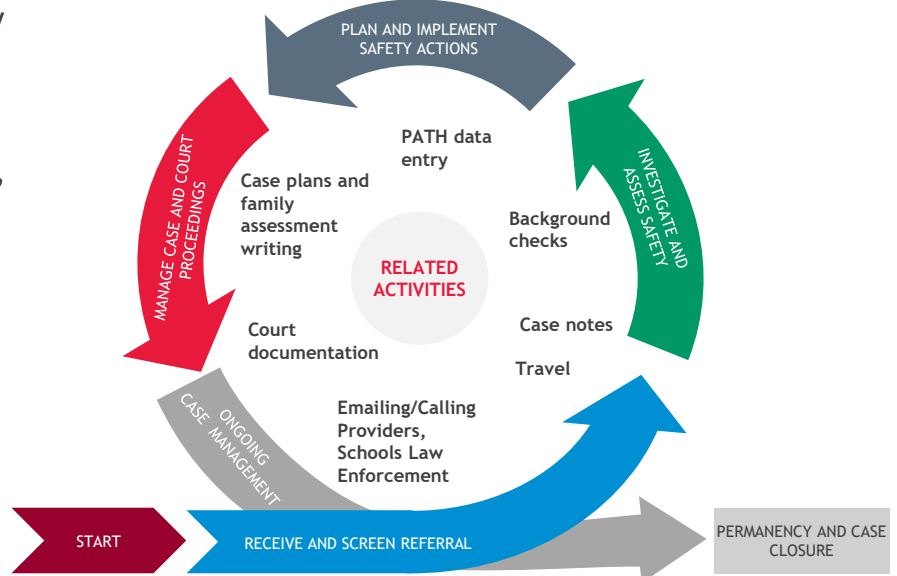 PLAN AND IMPLEMENT
SAFETY ACTIONS
INVESTIGATE AND
ASSESS SAFETY
MANAGE CASE AND COURT
PROCEEDINGS
PATH data
entry
Case plans and
family
assessment
writing
Background
checks
RELATED
ACTIVITIES
Case notes
Court
documentation
Travel
Emailing/Calling
Providers,
Schools Law
Enforcement
ONGOING
CASE MANAGEMENT
START
RECEIVE AND SCREEN REFERRAL
PERMANENCY AND CASE
CLOSURE